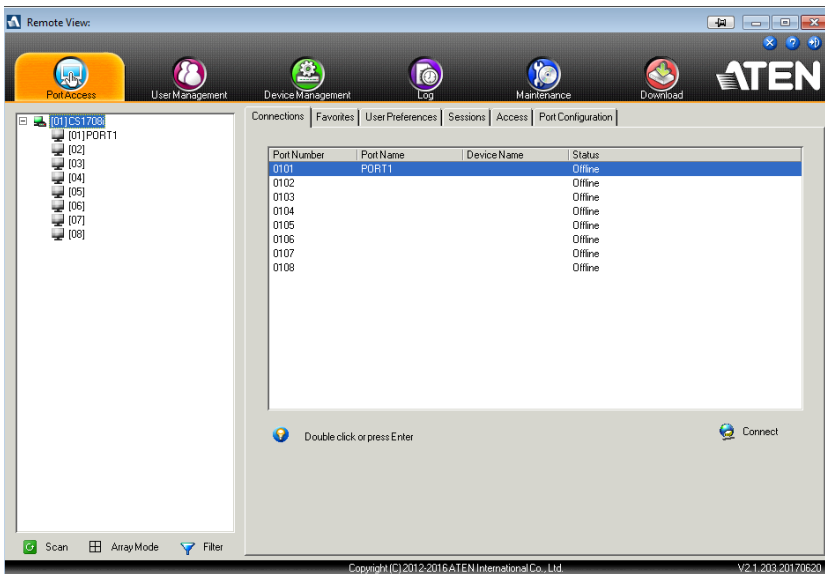 Remote View:
ATEN
Port Access User Management Device Management Log Maintenance Download
[01]CS1708i
[01]PORT1
[02]
[03]
[04]
[05]
[06]
[07]
[08]
Connections Favorites User Preferences Sessions Access Port Configuration
Port Number Port Name Device Name Status
0101 PORT1 Offline
0102 Offline
0103 Offline
0104 Offline
0105 Offline
0106 Offline
0107 Offline
0108 Offline
Double click or press Enter
Connect
Scan Array Mode Filter
Copyright (C) 2012-2016 ATEN International Co., Ltd.
V2.1.203.20170620